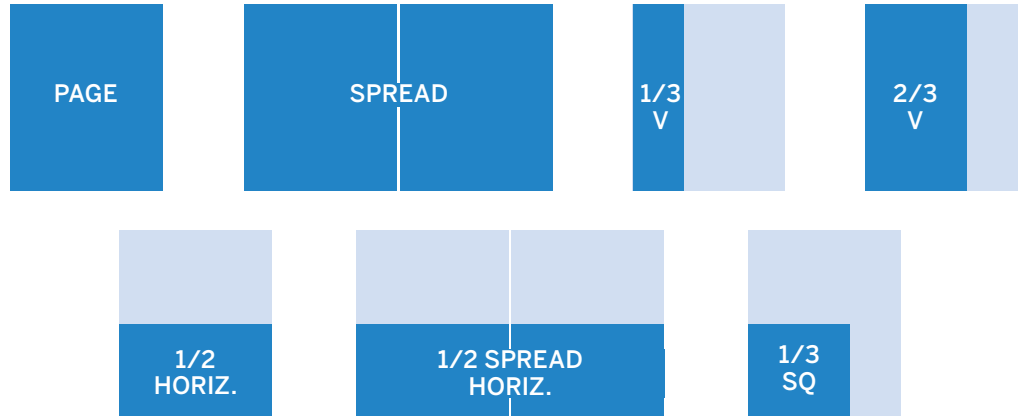 PAGE
SPREAD
1/3
V
2/3
V
1/2
HORIZ.
1/2 SPREAD
HORIZ.
1/3
SQ